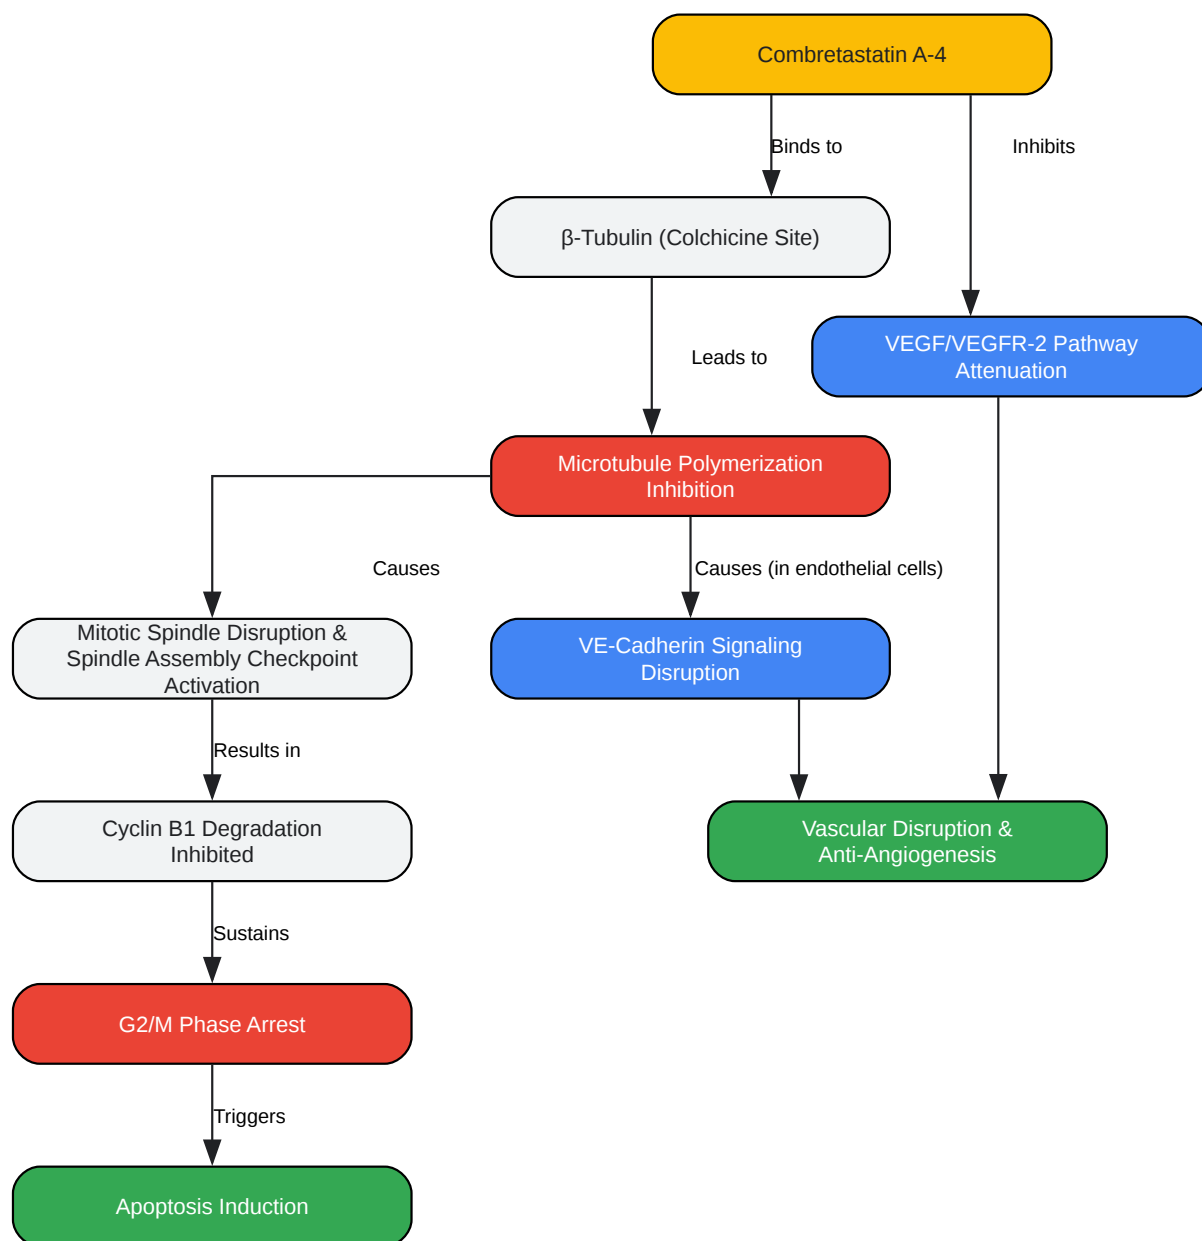 Combretastatin A-4
Binds to
Inhibits
β-Tubulin (Colchicine Site)
VEGF/VEGFR-2 Pathway
Attenuation
Leads to
Microtubule Polymerization
Inhibition
Causes
Causes (in endothelial cells)
Mitotic Spindle Disruption &
Spindle Assembly Checkpoint
Activation
VE-Cadherin Signaling
Disruption
Results in
Cyclin B1 Degradation
Inhibited
Vascular Disruption &
Anti-Angiogenesis
Sustains
G2/M Phase Arrest
Triggers
Apoptosis Induction